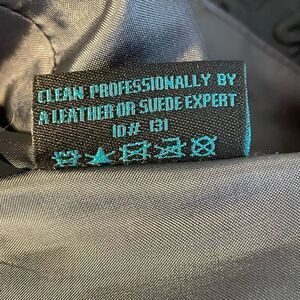 CLEAN PROFESSIONALLY BY
A LEATHER OR SUEDE EXPERT
ID# 131